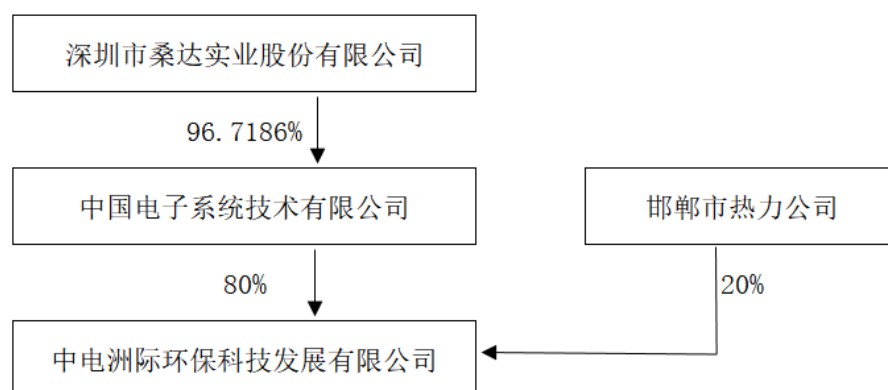 深圳市桑达实业股份有限公司
96.7186%
中国电子系统技术有限公司
邯郸市热力公司
80%
20%
中电洲际环保科技发展有限公司